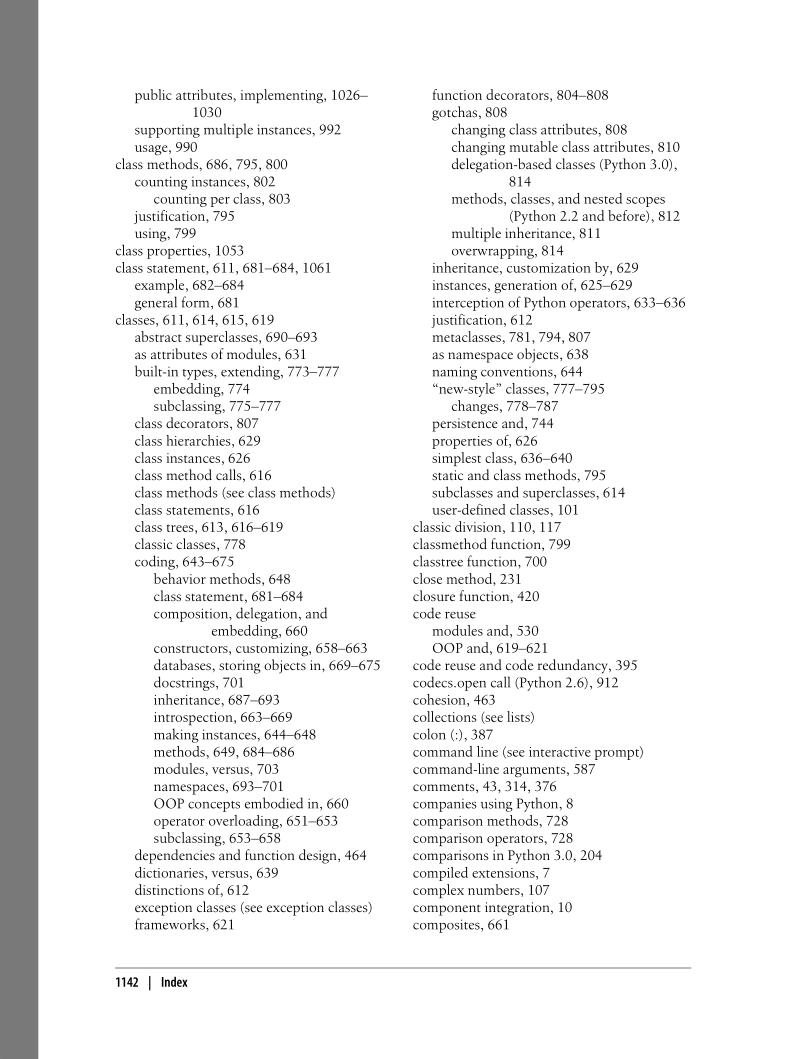 public attributes, implementing, 1026–
1030
supporting multiple instances, 992
usage, 990
class methods, 686, 795, 800
counting instances, 802
counting per class, 803
justification, 795
using, 799
class properties, 1053
class statement, 611, 681–684, 1061
example, 682–684
general form, 681
classes, 611, 614, 615, 619
abstract superclasses, 690–693
as attributes of modules, 631
built-in types, extending, 773–777
embedding, 774
subclassing, 775–777
class decorators, 807
class hierarchies, 629
class instances, 626
class method calls, 616
class methods (see class methods)
class statements, 616
class trees, 613, 616–619
classic classes, 778
coding, 643–675
behavior methods, 648
class statement, 681–684
composition, delegation, and
embedding, 660
constructors, customizing, 658–663
databases, storing objects in, 669–675
docstrings, 701
inheritance, 687–693
introspection, 663–669
making instances, 644–648
methods, 649, 684–686
modules, versus, 703
namespaces, 693–701
OOP concepts embodied in, 660
operator overloading, 651–653
subclassing, 653–658
dependencies and function design, 464
dictionaries, versus, 639
distinctions of, 612
exception classes (see exception classes)
frameworks, 621
function decorators, 804–808
gotchas, 808
changing class attributes, 808
changing mutable class attributes, 810
delegation-based classes (Python 3.0),
814
methods, classes, and nested scopes
(Python 2.2 and before), 812
multiple inheritance, 811
overwrapping, 814
inheritance, customization by, 629
instances, generation of, 625–629
interception of Python operators, 633–636
justification, 612
metaclasses, 781, 794, 807
as namespace objects, 638
naming conventions, 644
“new-style” classes, 777–795
changes, 778–787
persistence and, 744
properties of, 626
simplest class, 636–640
static and class methods, 795
subclasses and superclasses, 614
user-defined classes, 101
classic division, 110, 117
classmethod function, 799
classtree function, 700
close method, 231
closure function, 420
code reuse
modules and, 530
OOP and, 619–621
code reuse and code redundancy, 395
codecs.open call (Python 2.6), 912
cohesion, 463
collections (see lists)
colon (:), 387
command line (see interactive prompt)
command-line arguments, 587
comments, 43, 314, 376
companies using Python, 8
comparison methods, 728
comparison operators, 728
comparisons in Python 3.0, 204
compiled extensions, 7
complex numbers, 107
component integration, 10
composites, 661
1142 | Index